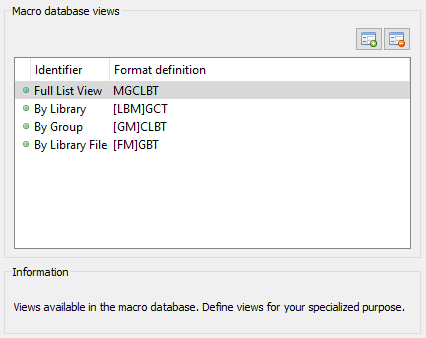 Macro database views
Identifier Format definition
Full List View MGCLBT
By Library [LBM]GCT
By Group [GM]CLBT
By Library File [FM]GBT
Information
Views available in the macro database. Define views for your specialized purpose.